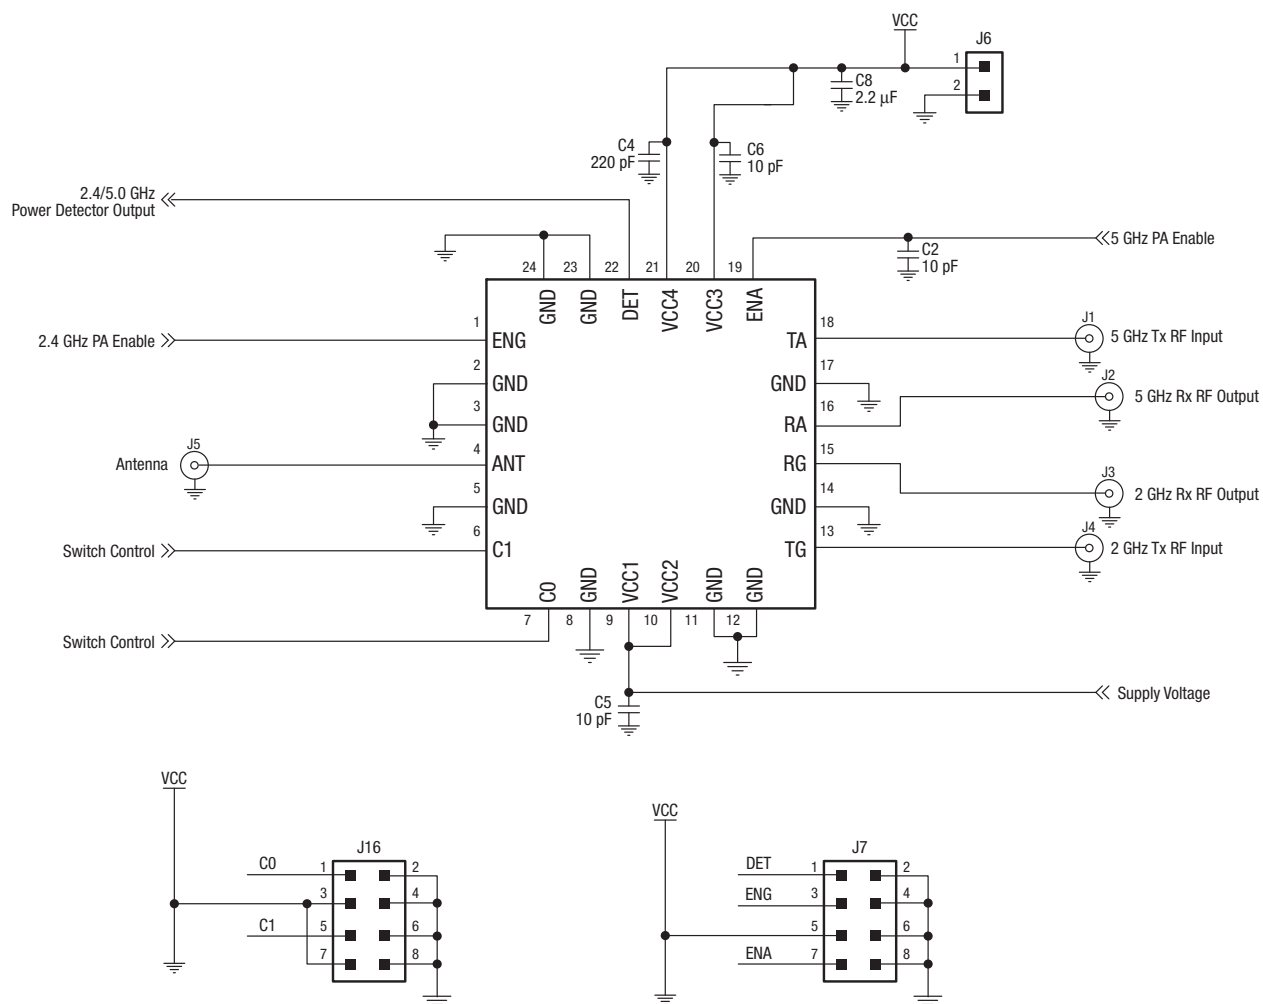 VCC
J6
1
2
C8
2.2 µF
C4
220 pF
C6
10 pF
2.4/5.0 GHz
Power Detector Output
5 GHz PA Enable
C2
10 pF
24 23 22 21 20 19
GND GND DET VCC4 VCC3 ENA
2.4 GHz PA Enable
1
ENG
2
GND
3
GND
Antenna
J5
4
ANT
5
GND
6
Switch Control
C1
18
TA
J1
5 GHz Tx RF Input
17
GND
J2
16
RA
5 GHz Rx RF Output
15
RG
J3
2 GHz Rx RF Output
14
GND
J4
13
TG
2 GHz Tx RF Input
C0 GND VCC1 VCC2 GND GND
7 8 9 10 11 12
Switch Control
C5
10 pF
Supply Voltage
VCC
J16
C0
1 2
3 4
C1
5 6
7 8
VCC
J7
DET
1 2
ENG
3 4
5 6
ENA
7 8